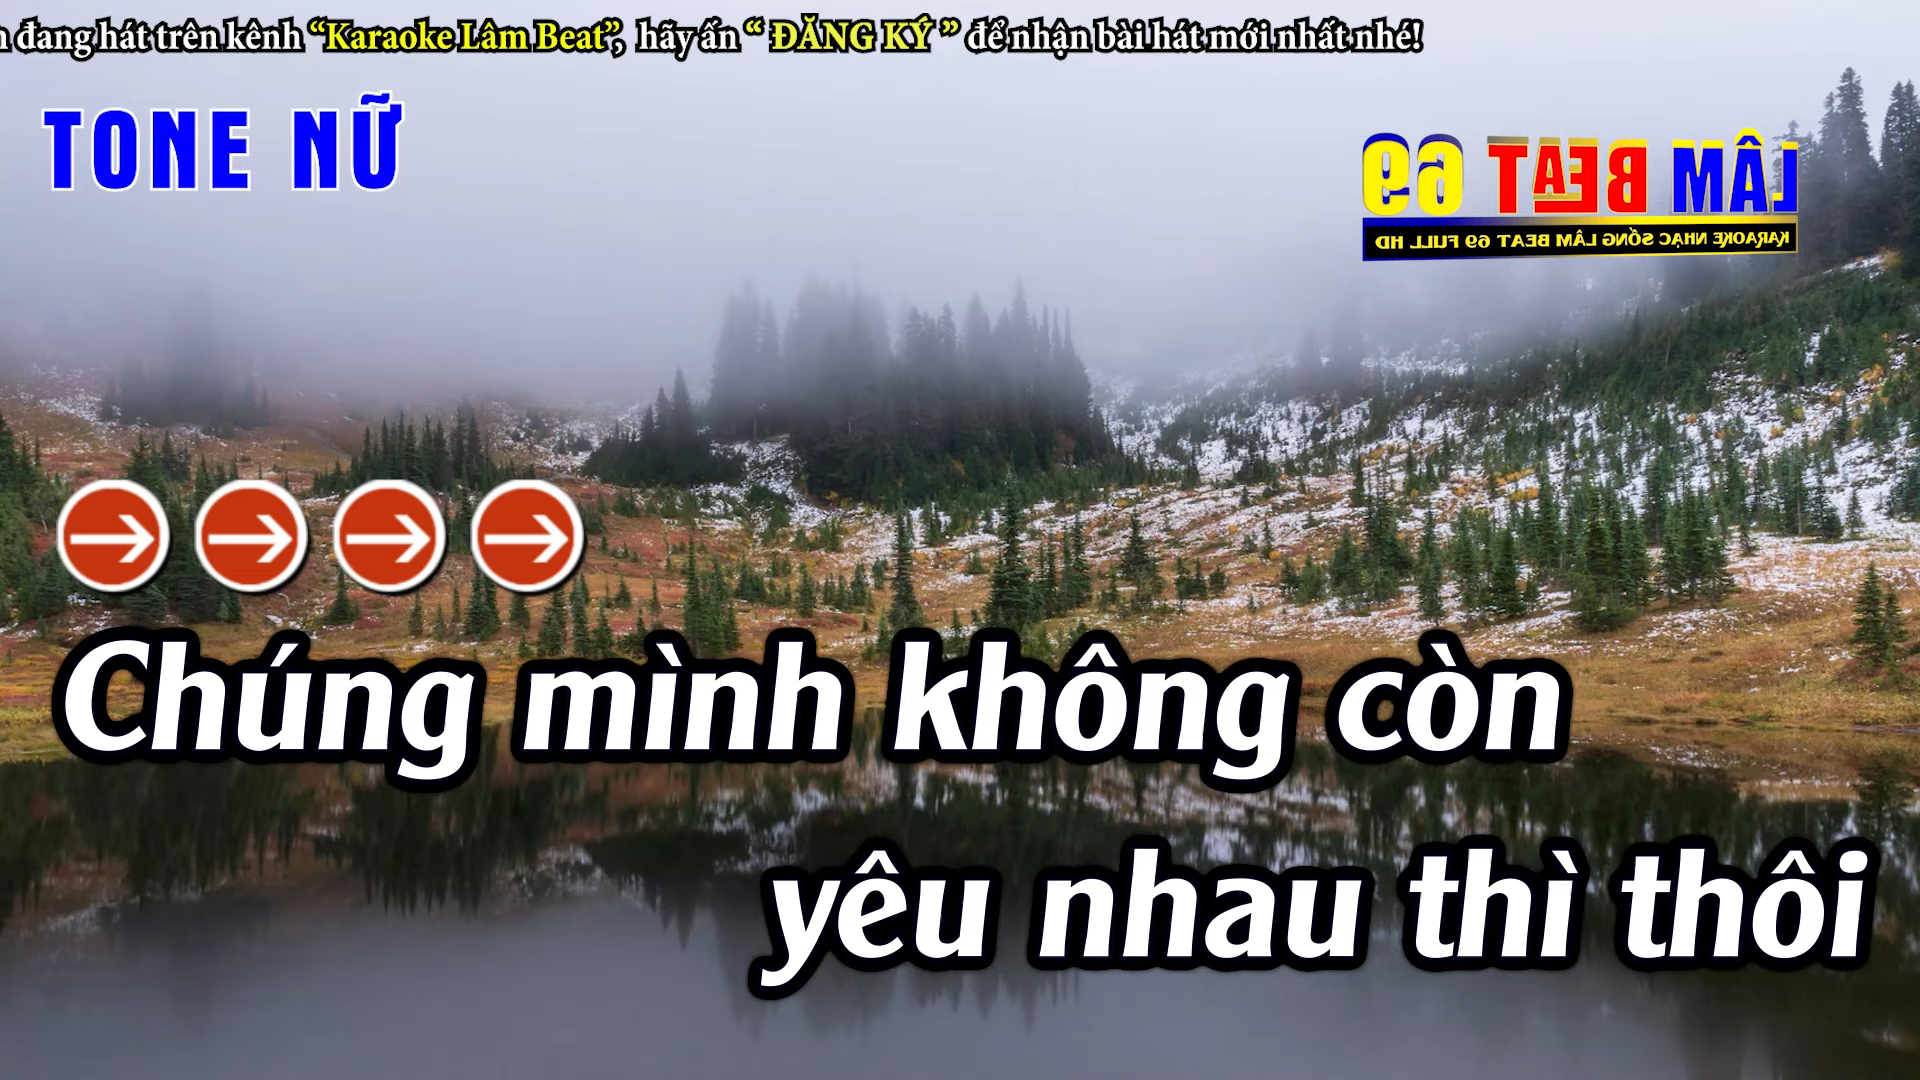 đang hát trên kênh “Karaoke Lâm Beat”, hãy ấn “ ĐĂNG KÝ ” để nhận bài hát mới nhất nhé!
TONE NỮ
LÂM BEAT 69
KARAOKE NHẠC SỐNG LÂM BEAT 69 FULL HD
Chúng mình không còn
yêu nhau thì thôi